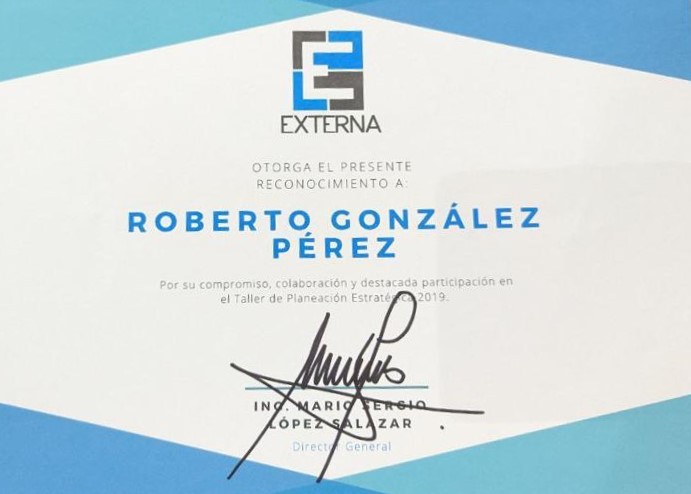 EXTERNA
OTORGA EL PRESENTE
RECONOCIMIENTO A:
ROBERTO GONZÁLEZ
PÉREZ
Por su compromiso, colaboración y destacada participación en
el Taller de Planeación Estratégica 2019.
ING. MARIO SERGIO
LÓPEZ SALAZAR
Director General